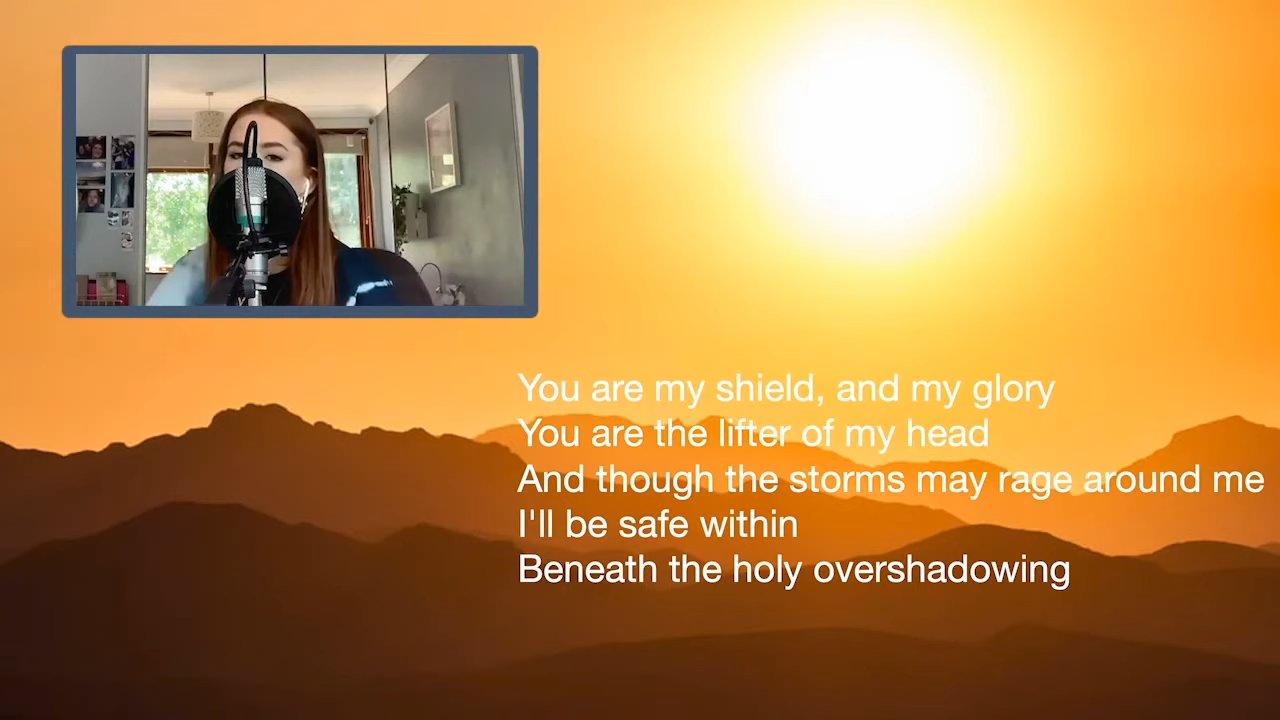 You are my shield, and my glory
You are the lifter of my head
And though the storms may rage around me
I'll be safe within
Beneath the holy overshadowing